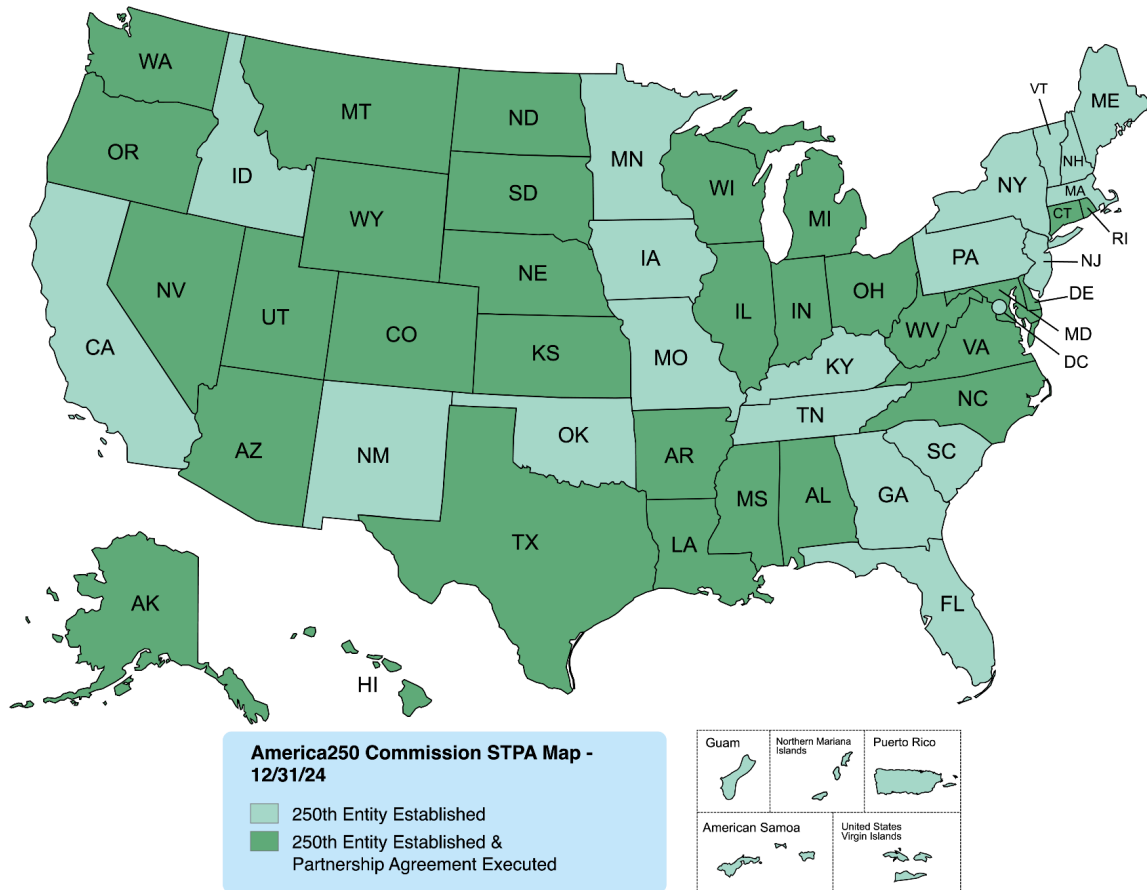 WA
MT
ND
MN
VT
ME
OR
ID
SD
WI
MI
NY
NH
MA
CT
RI
WY
IA
PA
NJ
NE
NV
UT
CO
IL
IN
OH
DE
WV
MD
CA
KS
MO
KY
VA
DC
NC
TN
AZ
NM
OK
AR
SC
MS
AL
GA
TX
LA
FL
AK
HI
America250 Commission STPA Map -
12/31/24
250th Entity Established
250th Entity Established &
Partnership Agreement Executed
Guam
Northern Mariana
Islands
Puerto Rico
American Samoa
United States
Virgin Islands